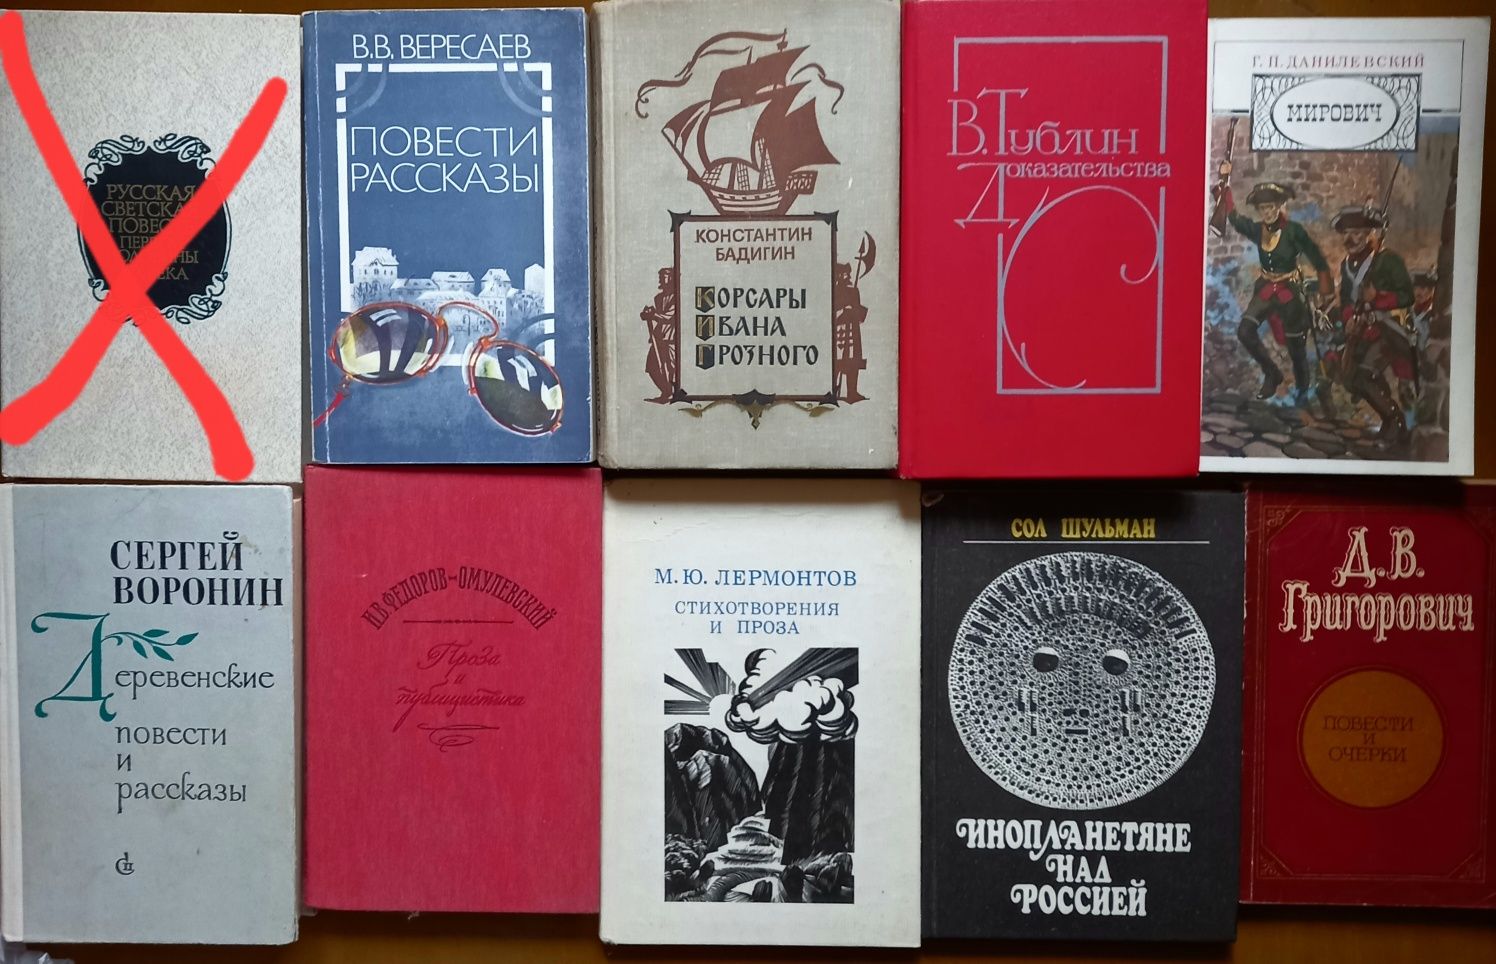 РУССКАЯ
СВЕТСКАЯ
ПОВЕСТЬ
В.В. ВЕРЕСАЕВ
ПОВЕСТИ
РАССКАЗЫ
КОНСТАНТИН
БАДИГИН
КОРСАРЫ
ИВАНА
ГРОЗНОГО
В. Тублин
Доказательства
Г. П. ДАНИЛЕВСКИЙ
МИРОВИЧ
СЕРГЕЙ
ВОРОНИН
Деревенские
повести
и
рассказы
И.В. ФЕДОРОВ-ОМУЛЕВСКИЙ
Проза
и
публицистика
М. Ю. ЛЕРМОНТОВ
СТИХОТВОРЕНИЯ
И ПРОЗА
СОЛ ШУЛЬМАН
ИНОПЛАНЕТЯНЕ
НАД
РОССИЕЙ
Д. В.
Григорович
ПОВЕСТИ
И
ОЧЕРКИ